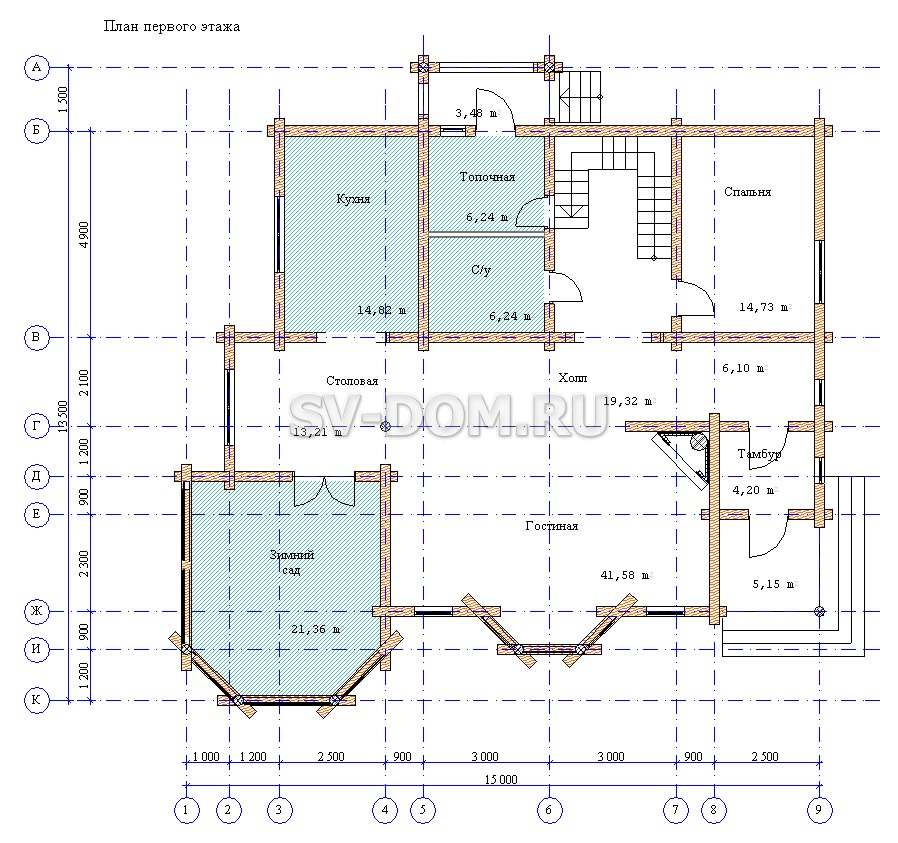 План первого этажа
А
1 500
3,48 m
Б
Топочная
Спальня
Кухня
6,24 m
4 900
С/у
14,82 m
6,24 m
14,73 m
В
6,10 m
Столовая
Холл
2 100
19,32 m
SV-DOM.RU
13 500
Г
13,21 m
1 200
Тамбур
Д
4,20 m
900
Е
Гостиная
2 300
Зимний
сад
41,58 m
5,15 m
Ж
21,36 m
900
И
1 200
К
1 000
1 200
2 500
900
3 000
3 000
900
2 500
15 000
1
2
3
4
5
6
7
8
9